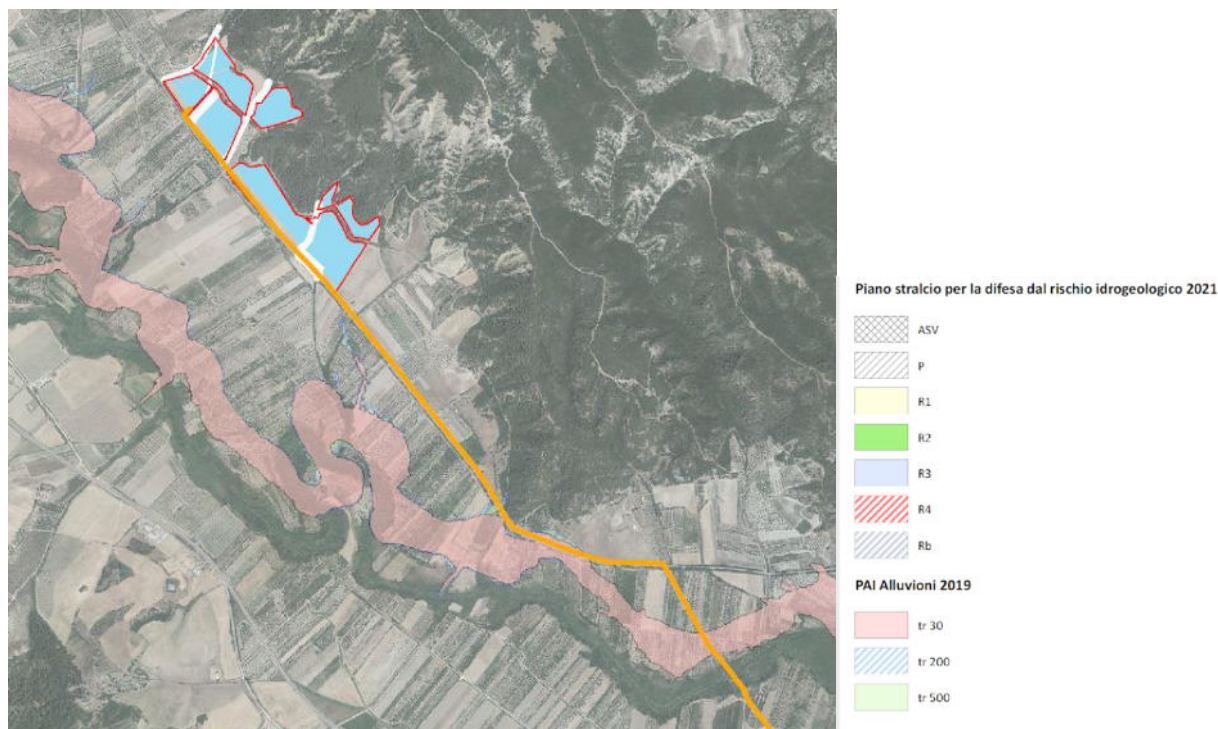 Piano stralcio per la difesa dal rischio idrogeologico 2021
ASV
P
R1
R2
R3
R4
Rb
PAI Alluvioni 2019
tr 30
tr 200
tr 500